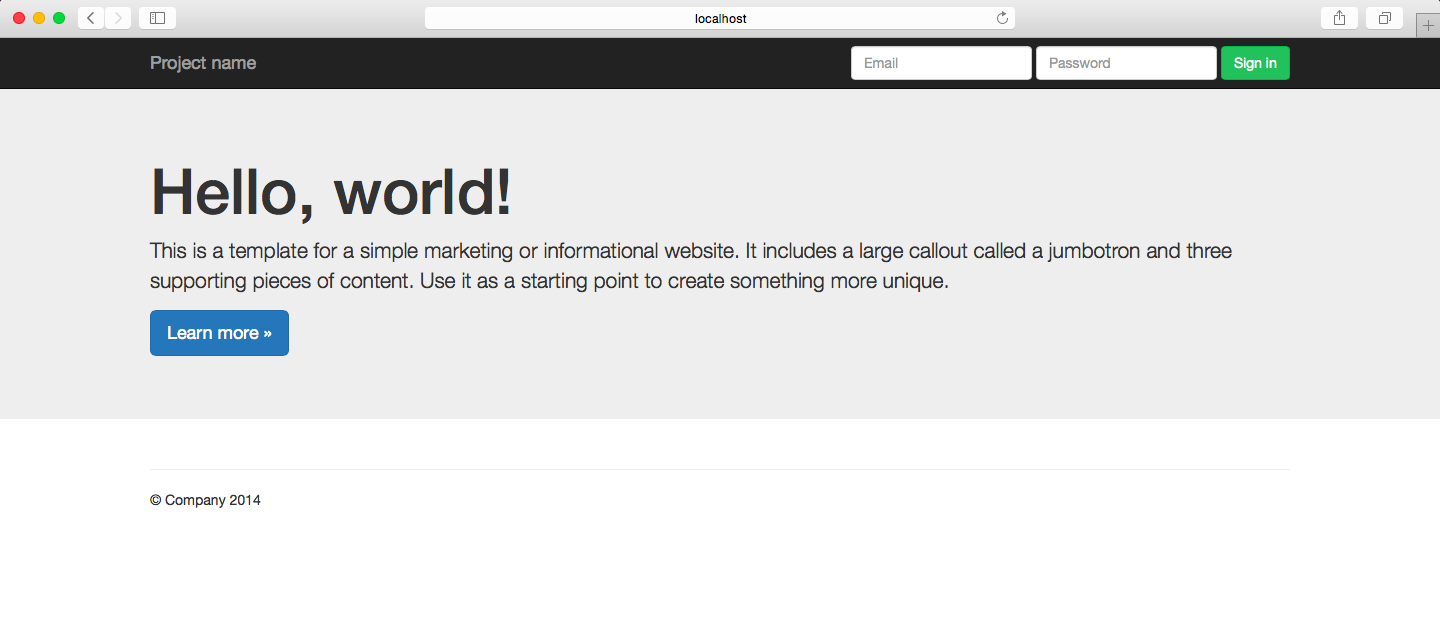 localhost
Project name
Email
Password
Sign in
Hello, world!
This is a template for a simple marketing or informational website. It includes a large callout called a jumbotron and three
supporting pieces of content. Use it as a starting point to create something more unique.
Learn more »
© Company 2014